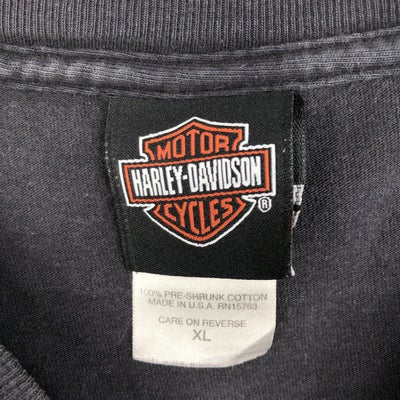 MOTOR
HARLEY-DAVIDSON
CYCLES ®
100% PRE-SHRUNK COTTON
MADE IN U.S.A. RN15763
CARE ON REVERSE
XL